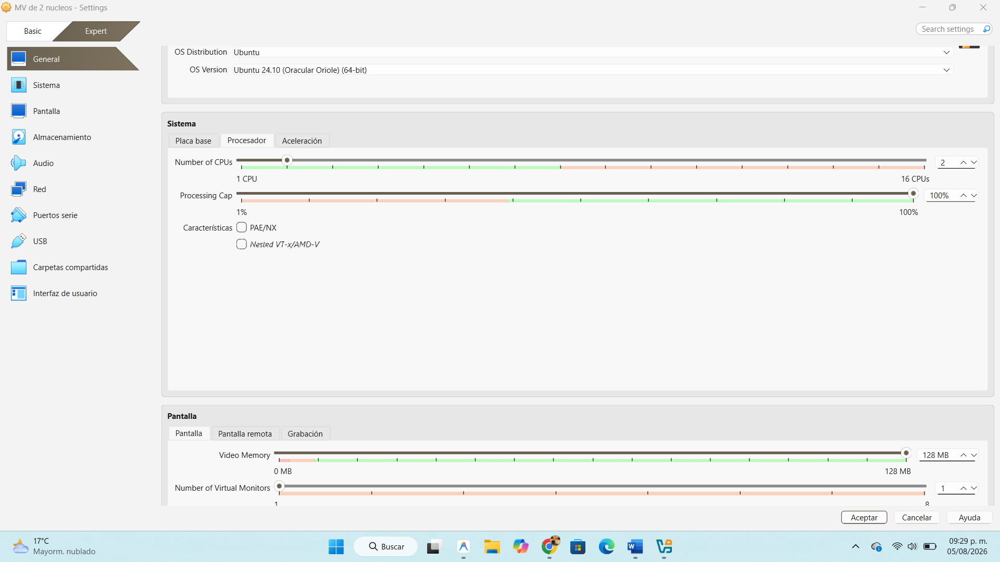 MV de 2 nucleos - Settings
Basic
Expert
Search settings
General
Sistema
Pantalla
Almacenamiento
Audio
Red
Puertos serie
USB
Carpetas compartidas
Interfaz de usuario
OS Distribution Ubuntu
OS Version Ubuntu 24.10 (Oracular Oriole) (64-bit)
Sistema
Placa base Procesador Aceleración
Number of CPUs 2
1 CPU 16 CPUs
Processing Cap 100%
1% 100%
Características PAE/NX
Nested VT-x/AMD-V
Pantalla
Pantalla Pantalla remota Grabación
Video Memory 128 MB
0 MB 128 MB
Number of Virtual Monitors 1
1 8
Aceptar Cancelar Ayuda
17°C
Mayorm. nublado
Buscar
09:29 p. m.
05/08/2026